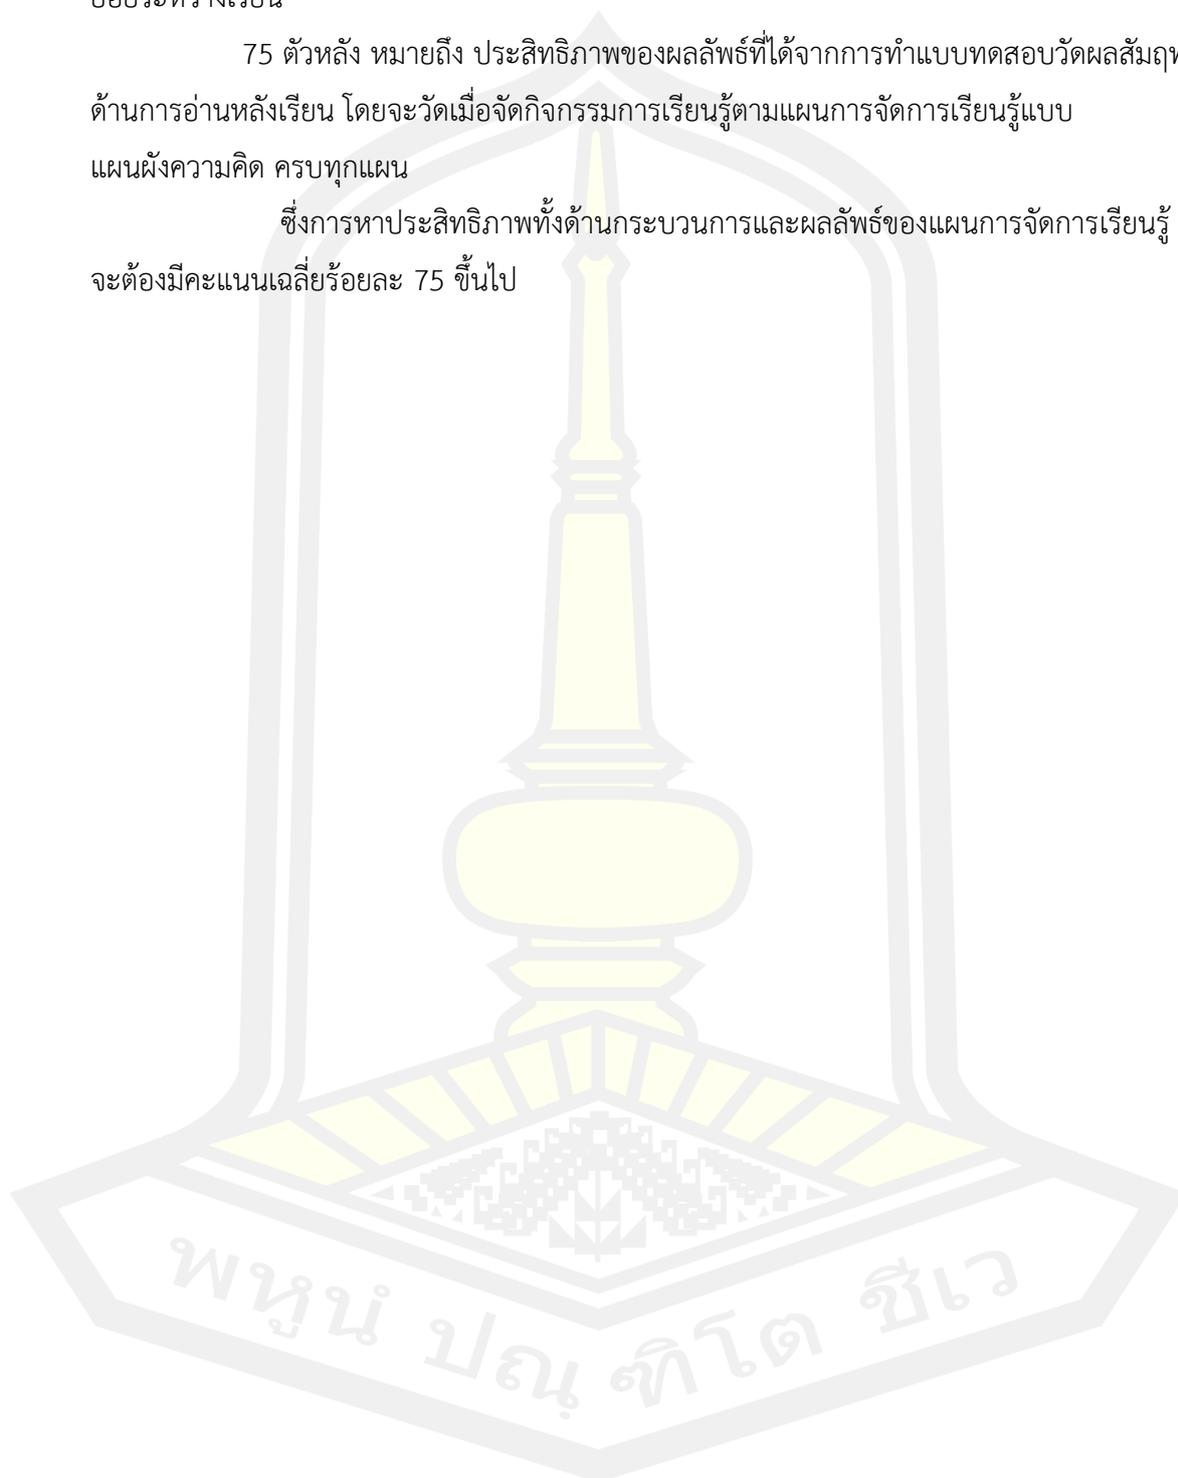 75 ตัวหลัง หมายถึง ประสิทธิภาพของผลลัพธ์ที่ได้จากการทำแบบทดสอบวัดผลสัมฤท
ด้านการอ่านหลังเรียน โดยจะวัดเมื่อจัดกิจกรรมการเรียนรู้ตามแผนการจัดการเรียนรู้แบบ
แผนผังความคิด ครบทุกแผน
ซึ่งการหาประสิทธิภาพทั้งด้านกระบวนการและผลลัพธ์ของแผนการจัดการเรียนรู้
จะต้องมีคะแนนเฉลี่ยร้อยละ 75 ขึ้นไป
พหูนํ ปณฺฑิโต ชีเว